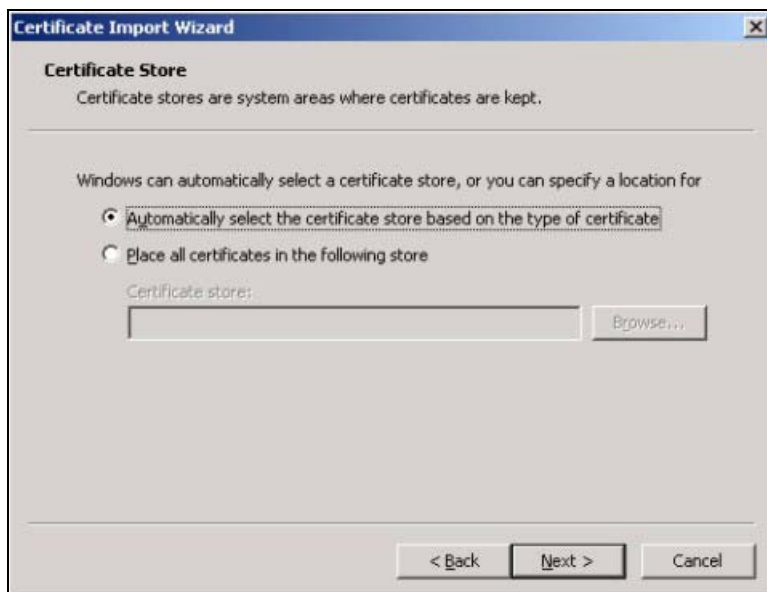 Certificate Import Wizard
Certificate Store
Certificate stores are system areas where certificates are kept.
Windows can automatically select a certificate store, or you can specify a location for
Automatically select the certificate store based on the type of certificate
Place all certificates in the following store
Certificate store:
Browse...
< Back
Next >
Cancel